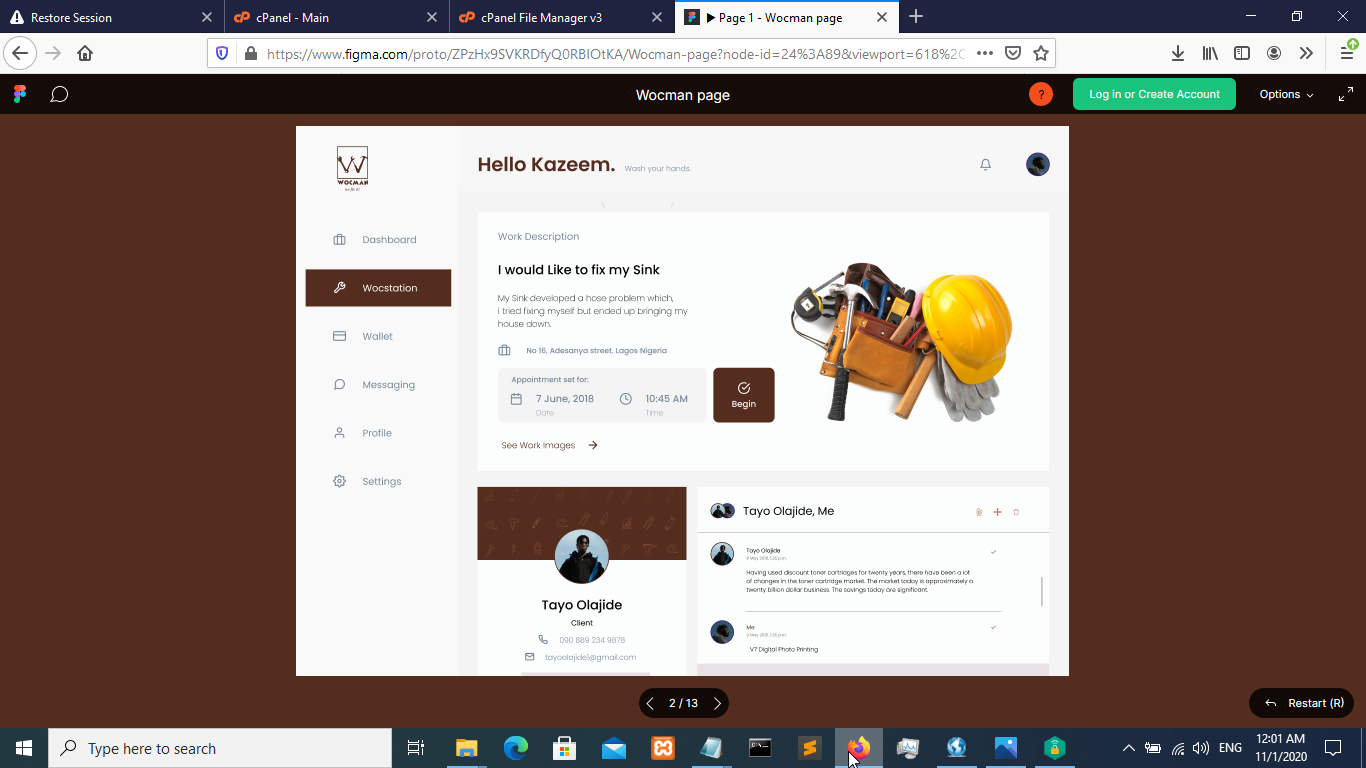 Restore Session
cPanel - Main
cPanel File Manager v3
Page 1 - Wocman page
https://www.figma.com/proto/ZPzHx9SVKRDfyQ0RBIOtKA/Wocman-page?node-id=24%3A89&viewport=618%2C
Wocman page
?
Log in or Create Account
Options
W
WOCMAN
Hello Kazeem.
Wash your hands.
Dashboard
Wocstation
Wallet
Messaging
Profile
Settings
Work Description
I would Like to fix my Sink
My Sink developed a hose problem which,
i tried fixing myself but ended up bringing my
house down.
No 16, Adesanya street. Lagos Nigeria
Appointment set for:
7 June, 2018
Date
10:45 AM
Time
Begin
See Work Images
Tayo Olajide
Client
090 889 234 9878
tayoolajide1@gmail.com
Tayo Olajide, Me
Tayo Olajide
9 May 2018, 1:35 p.m.
Having used discount toner cartridges for twenty years, there have been a lot
of changes in the toner cartridge market. The market today is approximately a
twenty billion dollar business. The savings today are significant.
Me
V7 Digital Photo Printing
2 / 13
Restart (R)
Type here to search
ENG
12:01 AM
11/1/2020